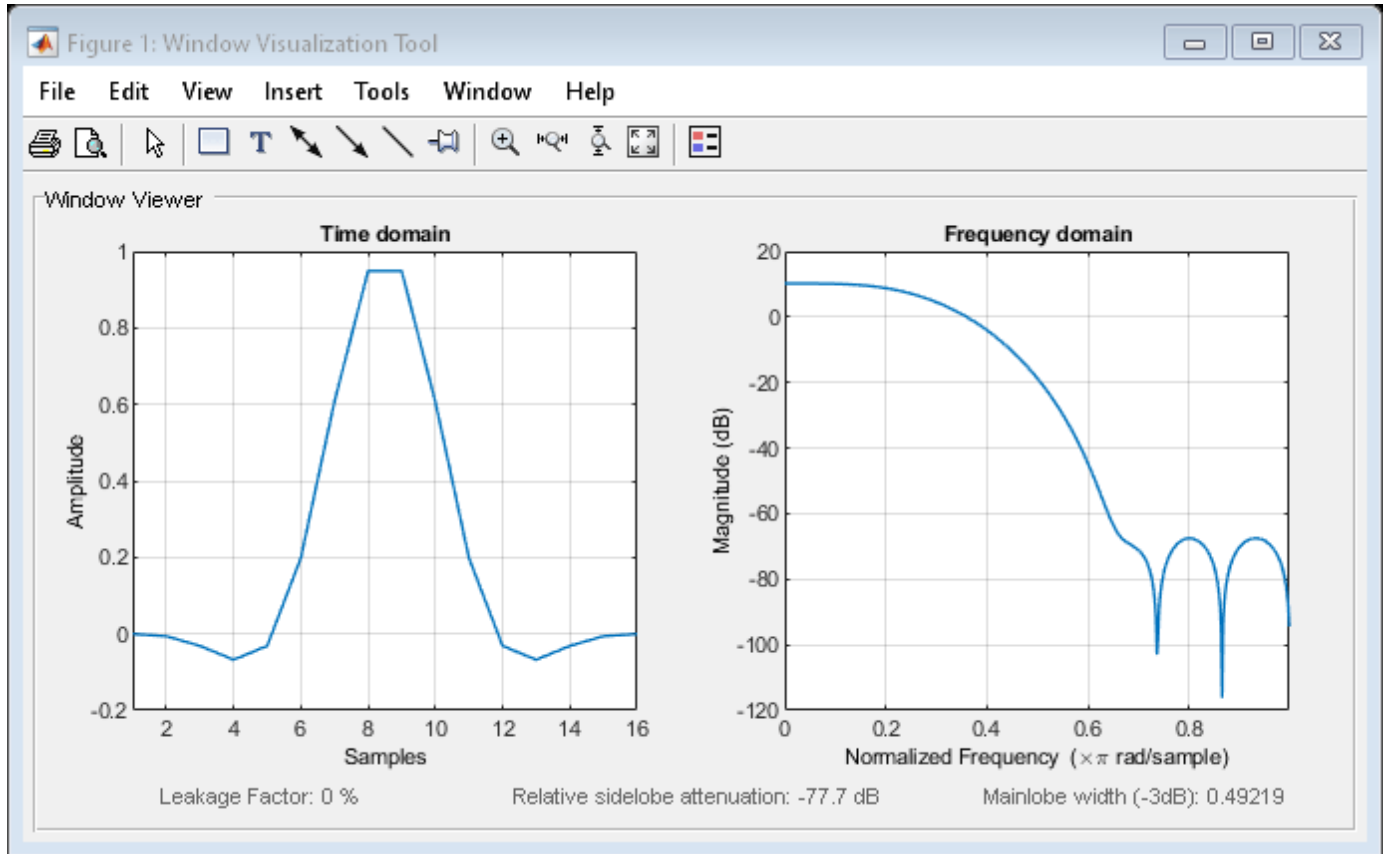 Figure 1: Window Visualization Tool
File Edit View Insert Tools Window Help
T
Window Viewer
Time domain
1
0.8
0.6
0.4
0.2
0
-0.2
Amplitude
2 4 6 8 10 12 14 16
Samples
Frequency domain
20
0
-20
-40
-60
-80
-100
-120
Magnitude (dB)
0 0.2 0.4 0.6 0.8
Normalized Frequency (×π rad/sample)
Leakage Factor: 0 % Relative sidelobe attenuation: -77.7 dB Mainlobe width (-3dB): 0.49219